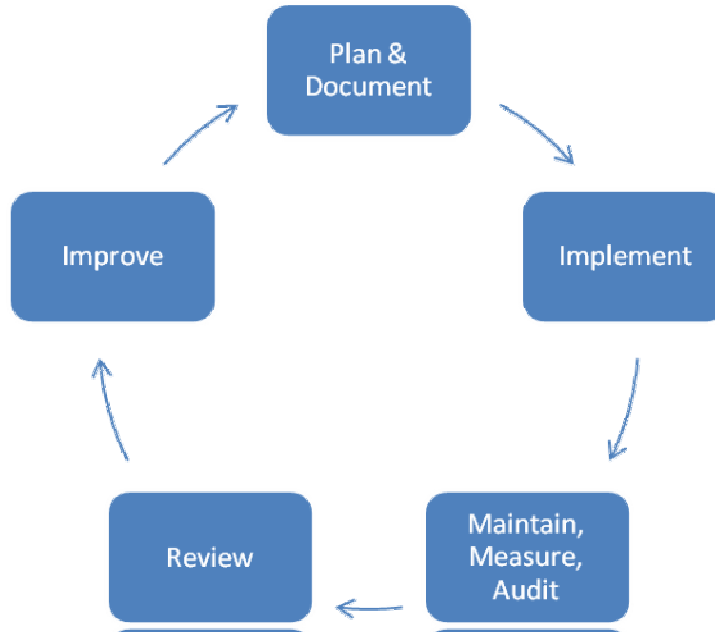 Plan &
Document
Implement
Maintain,
Measure,
Audit
Review
Improve